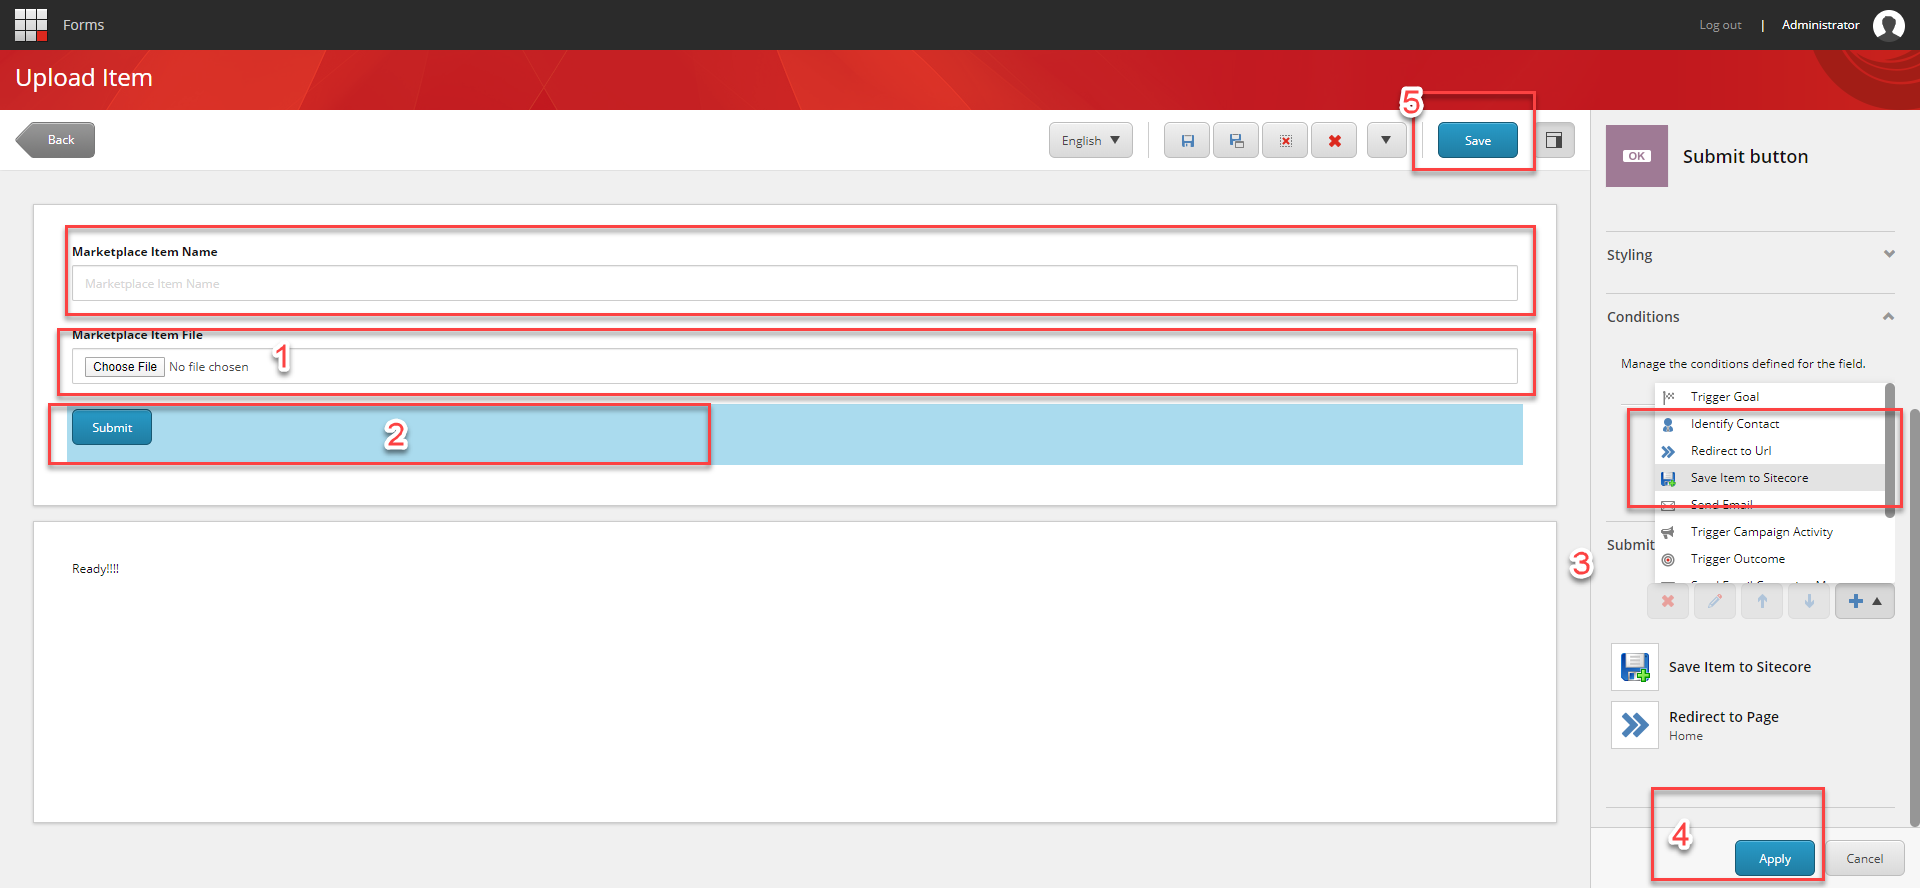 Forms
Log out | Administrator
Upload Item
Back
English
Save
5
OK
Submit button
Marketplace Item Name
Marketplace Item Name
Marketplace Item File
Choose File No file chosen
1
Submit
2
Ready!!!!
Styling
Conditions
Manage the conditions defined for the field.
Trigger Goal
Identify Contact
Redirect to Url
Save Item to Sitecore
Send Email
Trigger Campaign Activity
Submit
3
Trigger Outcome
Save Item to Sitecore
Redirect to Page
Home
4
Apply
Cancel